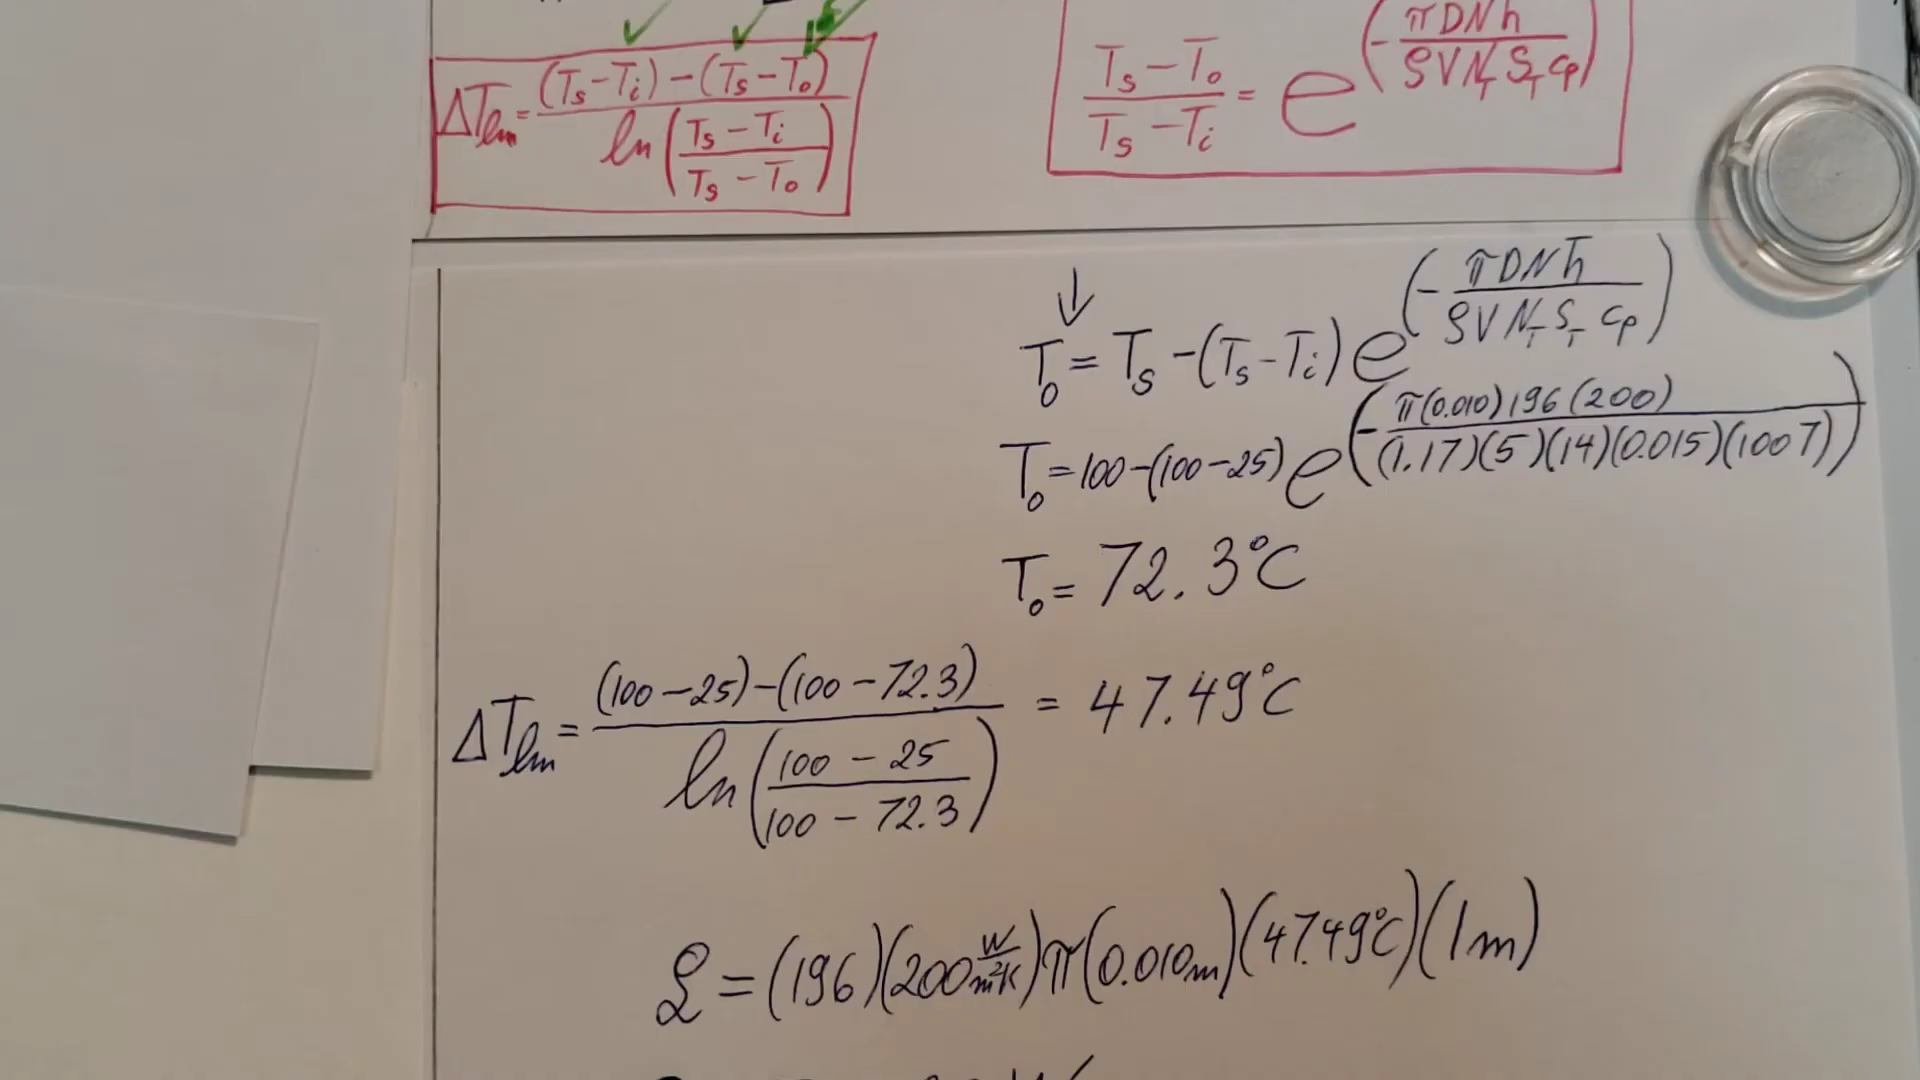 ΔT_lm = ((T_s − T_i) − (T_s − T_o)) / ln((T_s − T_i)/(T_s − T_o))
(T_s − T_o)/(T_s − T_i) = e^(− πDNh̄ / (ρVN_T S_T c_p))
T_o = T_s − (T_s − T_i) e^(− πDNh̄ / (ρVN_T S_T c_p))
T_o = 100 − (100 − 25) e^(− π(0.010)196(200) / ((1.17)(5)(14)(0.015)(1007)))
T_o = 72.3°C
ΔT_lm = ((100 − 25) − (100 − 72.3)) / ln((100 − 25)/(100 − 72.3)) = 47.49°C
Q = (196)(200 W/m²K) π(0.010m)(47.49°C)(1m)